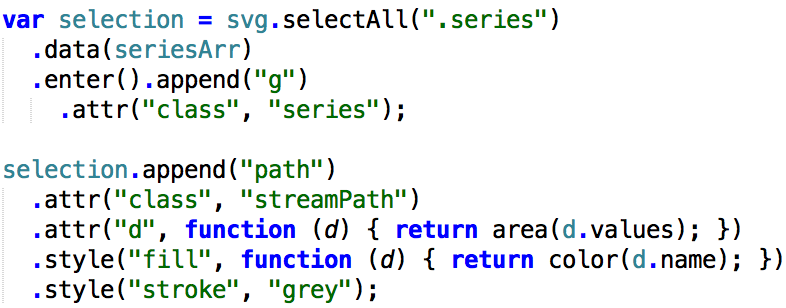 var selection = svg.selectAll(".series")
  .data(seriesArr)
  .enter().append("g")
    .attr("class", "series");

selection.append("path")
  .attr("class", "streamPath")
  .attr("d", function (d) { return area(d.values); })
  .style("fill", function (d) { return color(d.name); })
  .style("stroke", "grey");